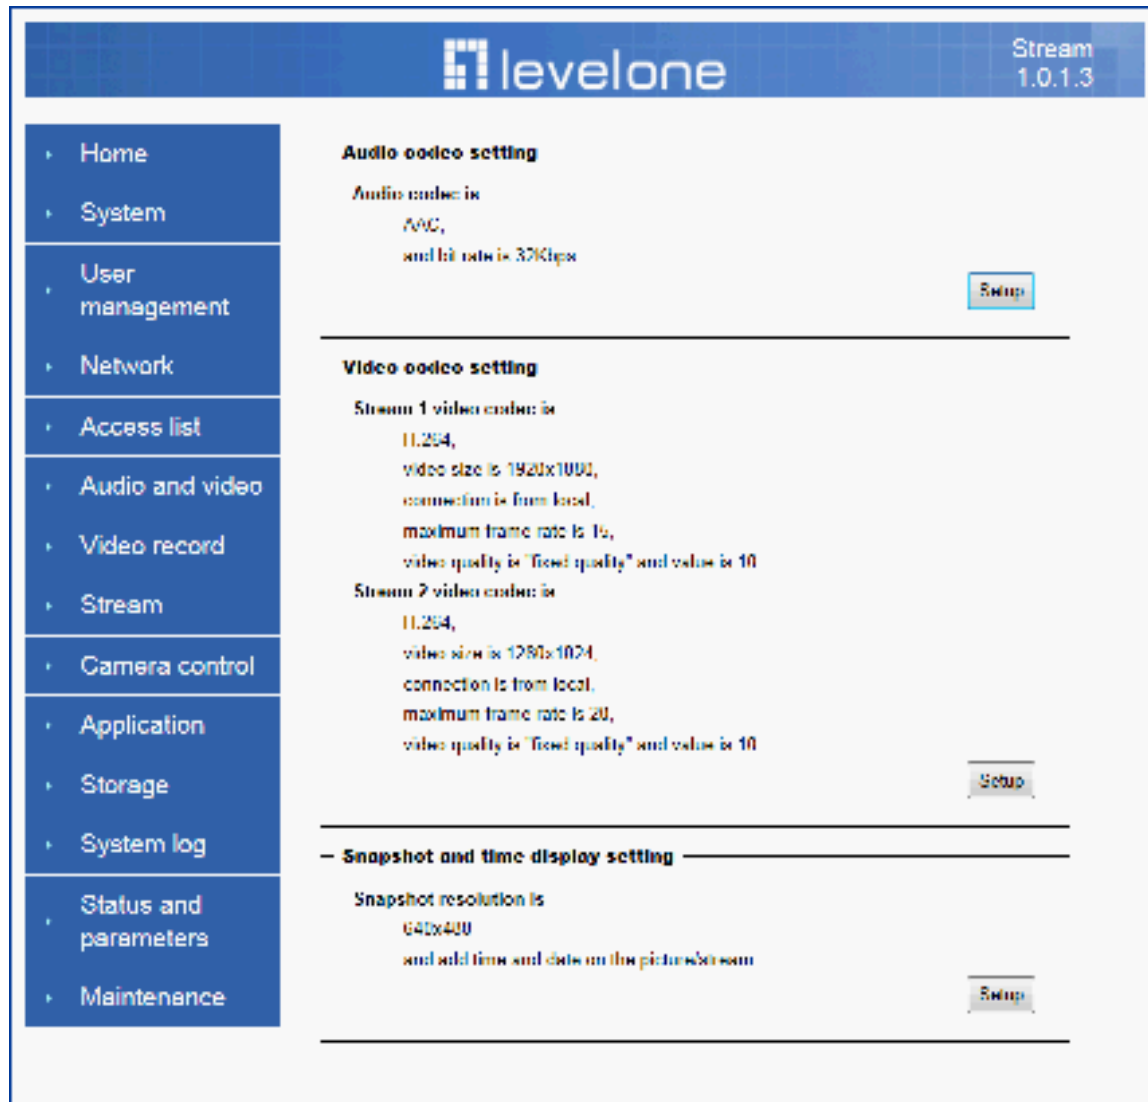 levelone
Stream
1.0.1.3
Home
System
User
management
Network
Access list
Audio and video
Video record
Stream
Camera control
Application
Storage
System log
Status and
parameters
Maintenance
Audio codec setting
Audio codec is
AAC,
and bit rate is 32Kbps
Setup
Video codec setting
Stream 1 video codec is
H.264,
video size is 1920x1080,
connection is from local,
maximum frame rate is 15,
video quality is "fixed quality" and value is 10
Stream 2 video codec is
H.264,
video size is 1280x1024,
connection is from local,
maximum frame rate is 20,
video quality is "fixed quality" and value is 10
Setup
Snapshot and time display setting
Snapshot resolution is
640x480
and add time and date on the picture/stream
Setup